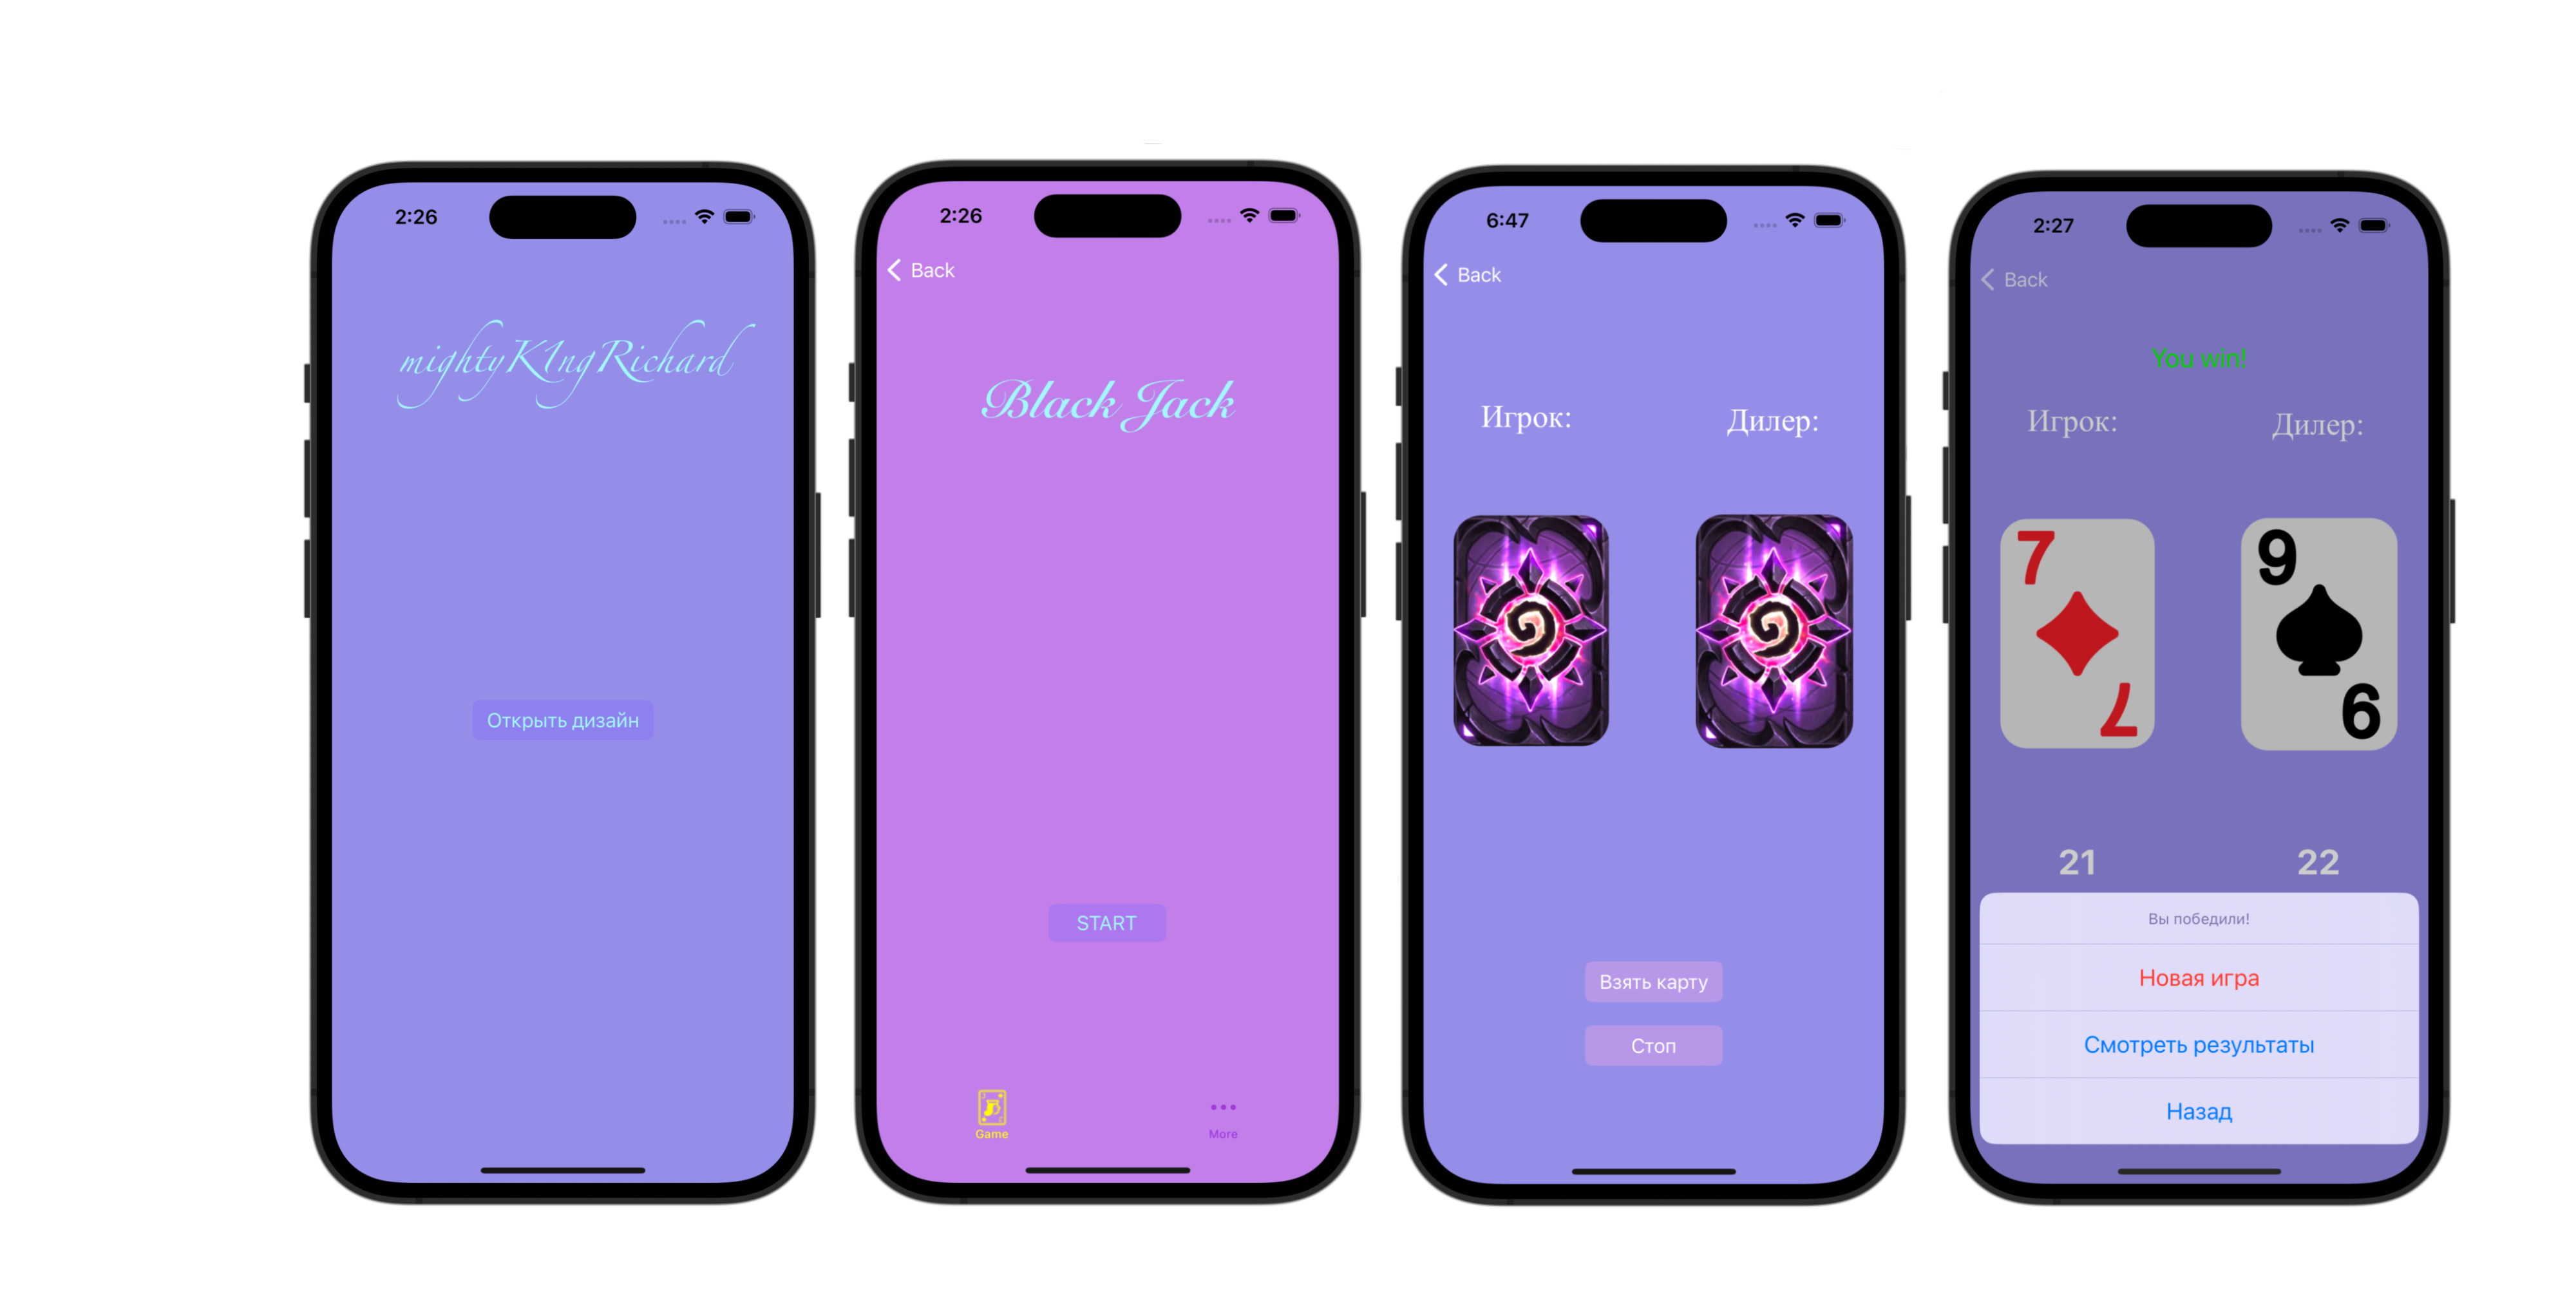 2:26
mightyK1ngRichard
Открыть дизайн
2:26
Back
Black Jack
START
Game
More
6:47
Back
Игрок:
Дилер:
Взять карту
Стоп
2:27
Back
You win!
Игрок:
Дилер:
7
7
9
9
21
22
Вы победили!
Новая игра
Смотреть результаты
Назад